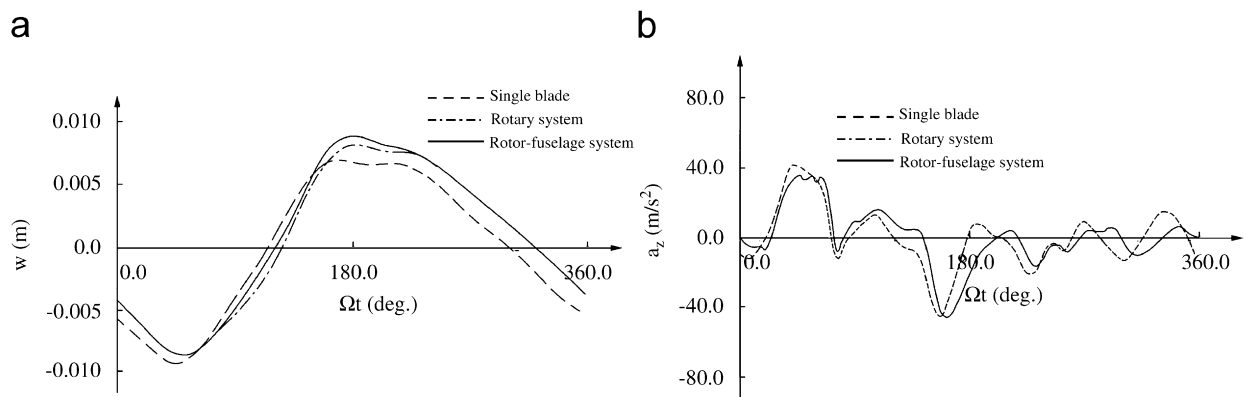 a
Single blade
Rotary system
Rotor-fuselage system
0.010
0.005
0.0
-0.005
-0.010
w (m)
0.0
180.0
360.0
Ωt (deg.)
b
Single blade
Rotary system
Rotor-fuselage system
80.0
40.0
0.0
-40.0
-80.0
a_z (m/s²)
0.0
180.0
360.0
Ωt (deg.)